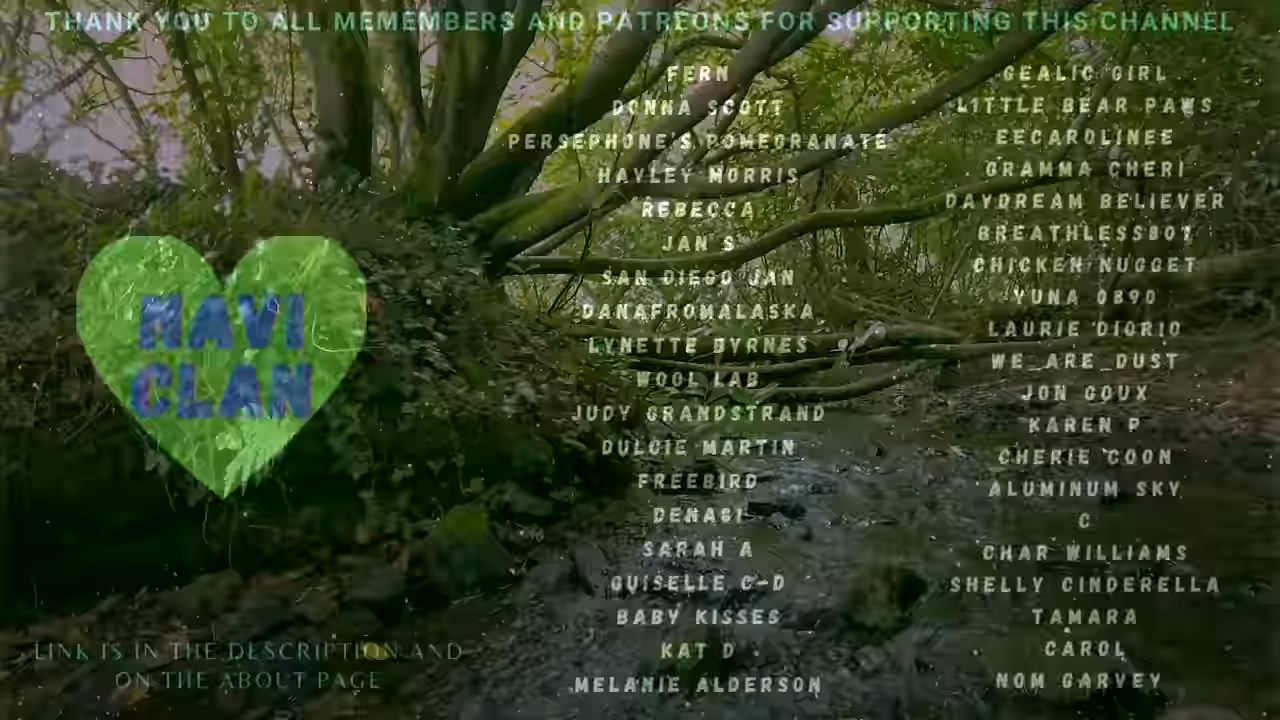 THANK YOU TO ALL MEMEMBERS AND PATREONS FOR SUPPORTING THIS CHANNEL
MAVI
CLAN
LINK IS IN THE DESCRIPTION AND
ON THE ABOUT PAGE
FERN
DONNA SCOTT
PERSEPHONE'S POMEGRANATE
HAYLEY MORRIS
REBECCA
JAN S
SAN DIEGO JAN
DANAFROMALASKA
LYNETTE BYRNES
WOOL LAB
JUDY GRANDSTRAND
DULCIE MARTIN
FREEBIRD
SARAH A
GUISELLE C-D
BABY KISSES
KAT D
MELANIE ALDERSON
GEALIC GIRL
L1TTLE BEAR PAWS
EECAROLINEE
GRAMMA CHERI
DAYDREAM BELIEVER
BREATHLESS801
CHICKEN NUGGET
YUNA 0890
LAURIE DIORIO
WE_ARE_DUST
JON GOUX
KAREN P
CHERIE COON
ALUMINUM SKY
C
CHAR WILLIAMS
SHELLY CINDERELLA
TAMARA
CAROL
NOM GARVEY